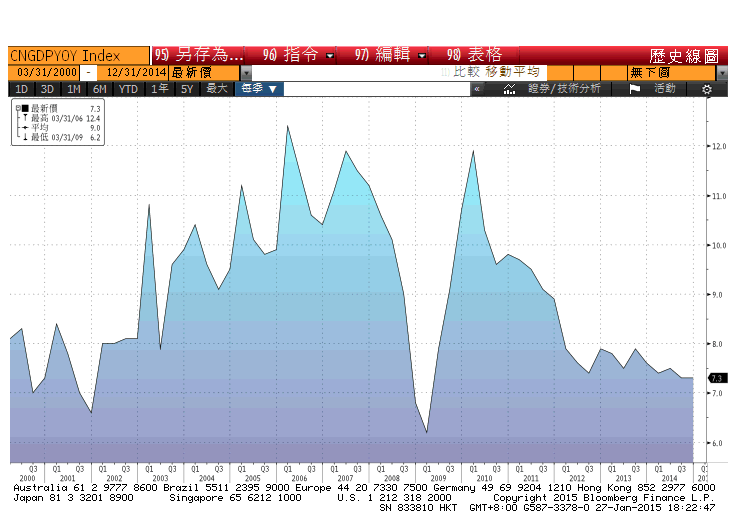 CNGDPYOY Index 95) 另存為... 96) 指令 97) 編輯 98) 表格 歷史線圖
03/31/2000 - 12/31/2014 最新價 比較 移動平均 無下圖
1D 3D 1M 6M YTD 1年 5Y 最大 每季 ▼ « 證券/技術分析 活動
最新價 7.3
最高 03/31/06 12.4
平均 9.0
最低 03/31/09 6.2
12.0
11.0
10.0
9.0
8.0
7.3
7.0
6.0
Q3 Q1 Q3 Q1 Q3 Q1 Q3 Q1 Q3 Q1 Q3 Q1 Q3 Q1 Q3 Q1 Q3 Q1 Q3 Q1 Q3 Q1 Q3 Q1 Q3 Q1 Q3 Q1 Q3 Q1
2000 2001 2002 2003 2004 2005 2006 2007 2008 2009 2010 2011 2012 2013 2014
Australia 61 2 9777 8600 Brazil 5511 2395 9000 Europe 44 20 7330 7500 Germany 49 69 9204 1210 Hong Kong 852 2977 6000
Japan 81 3 3201 8900 Singapore 65 6212 1000 U.S. 1 212 318 2000 Copyright 2015 Bloomberg Finance L.P.
SN 833810 HKT GMT+8:00 G587-3378-0 27-Jan-2015 18:22:47